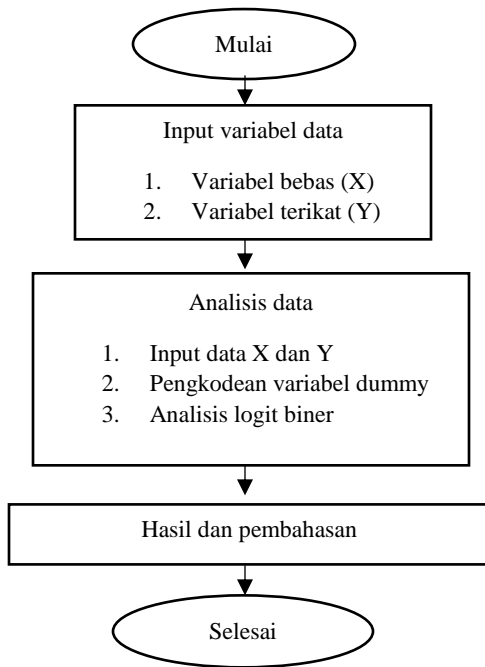 Mulai
Input variabel data
1. Variabel bebas (X)
2. Variabel terikat (Y)
Analisis data
1. Input data X dan Y
2. Pengkodean variabel dummy
3. Analisis logit biner
Hasil dan pembahasan
Selesai